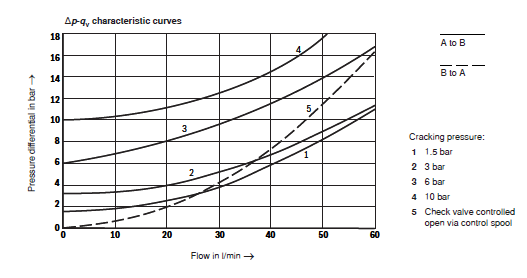 Δp-qv characteristic curves
Pressure differential in bar →
18
16
14
12
10
8
6
4
2
0
0 10 20 30 40 50 60
Flow in l/min →
4
5
3
2
1
A to B
B to A
Cracking pressure:
1 1.5 bar
2 3 bar
3 6 bar
4 10 bar
5 Check valve controlled
open via control spool